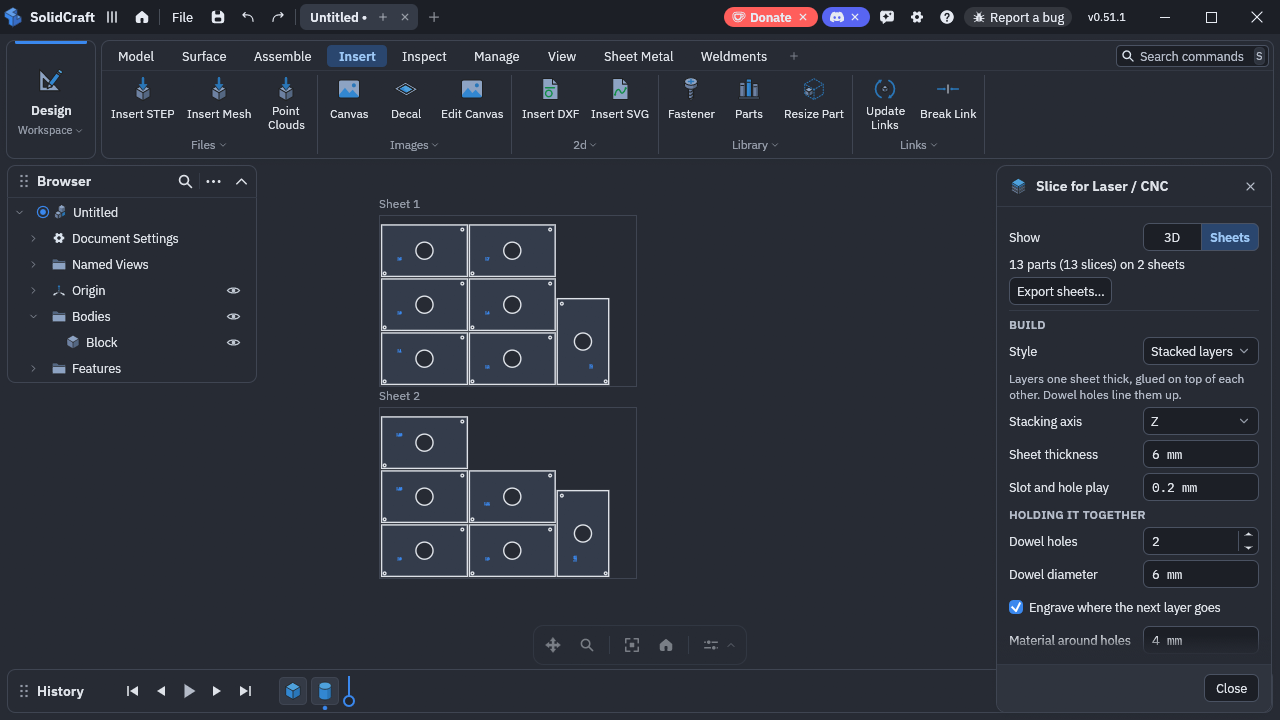 SolidCraft
File
Untitled •
Donate
Report a bug
v0.51.1
Design
Workspace
Model
Surface
Assemble
Insert
Inspect
Manage
View
Sheet Metal
Weldments
Search commands
S
Insert STEP
Insert Mesh
Point
Clouds
Files
Canvas
Decal
Edit Canvas
Images
Insert DXF
Insert SVG
2d
Fastener
Parts
Resize Part
Library
Update
Links
Break Link
Links
Browser
Untitled
Document Settings
Named Views
Origin
Bodies
Block
Features
Sheet 1
Sheet 2
Slice for Laser / CNC
Show
3D
Sheets
13 parts (13 slices) on 2 sheets
Export sheets...
BUILD
Style
Stacked layers
Layers one sheet thick, glued on top of each
other. Dowel holes line them up.
Stacking axis
Z
Sheet thickness
6 mm
Slot and hole play
0.2 mm
HOLDING IT TOGETHER
Dowel holes
2
Dowel diameter
6 mm
Engrave where the next layer goes
Material around holes
4 mm
Close
History